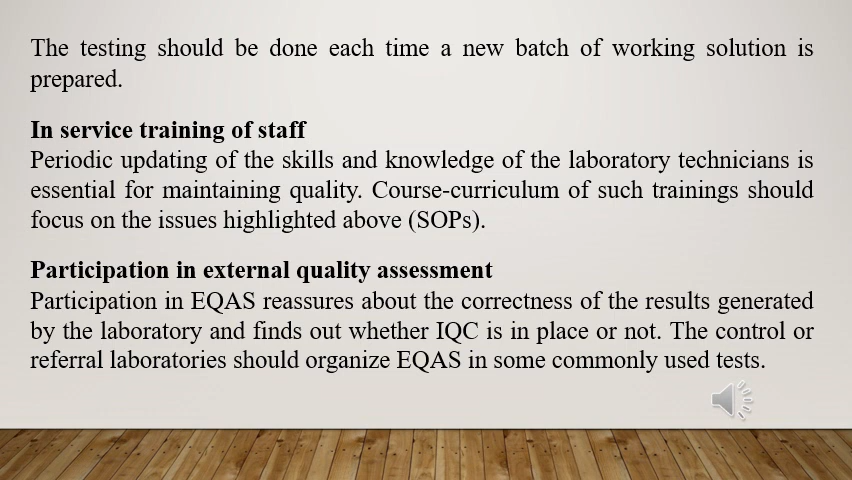 The testing should be done each time a new batch of working solution is
prepared.
In service training of staff
Periodic updating of the skills and knowledge of the laboratory technicians is
essential for maintaining quality. Course-curriculum of such trainings should
focus on the issues highlighted above (SOPs).
Participation in external quality assessment
Participation in EQAS reassures about the correctness of the results generated
by the laboratory and finds out whether IQC is in place or not. The control or
referral laboratories should organize EQAS in some commonly used tests.